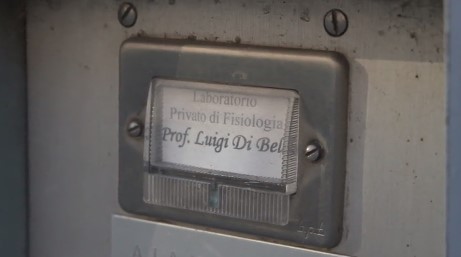 Laboratorio
Privato di Fisiologia
Prof. Luigi Di Bel